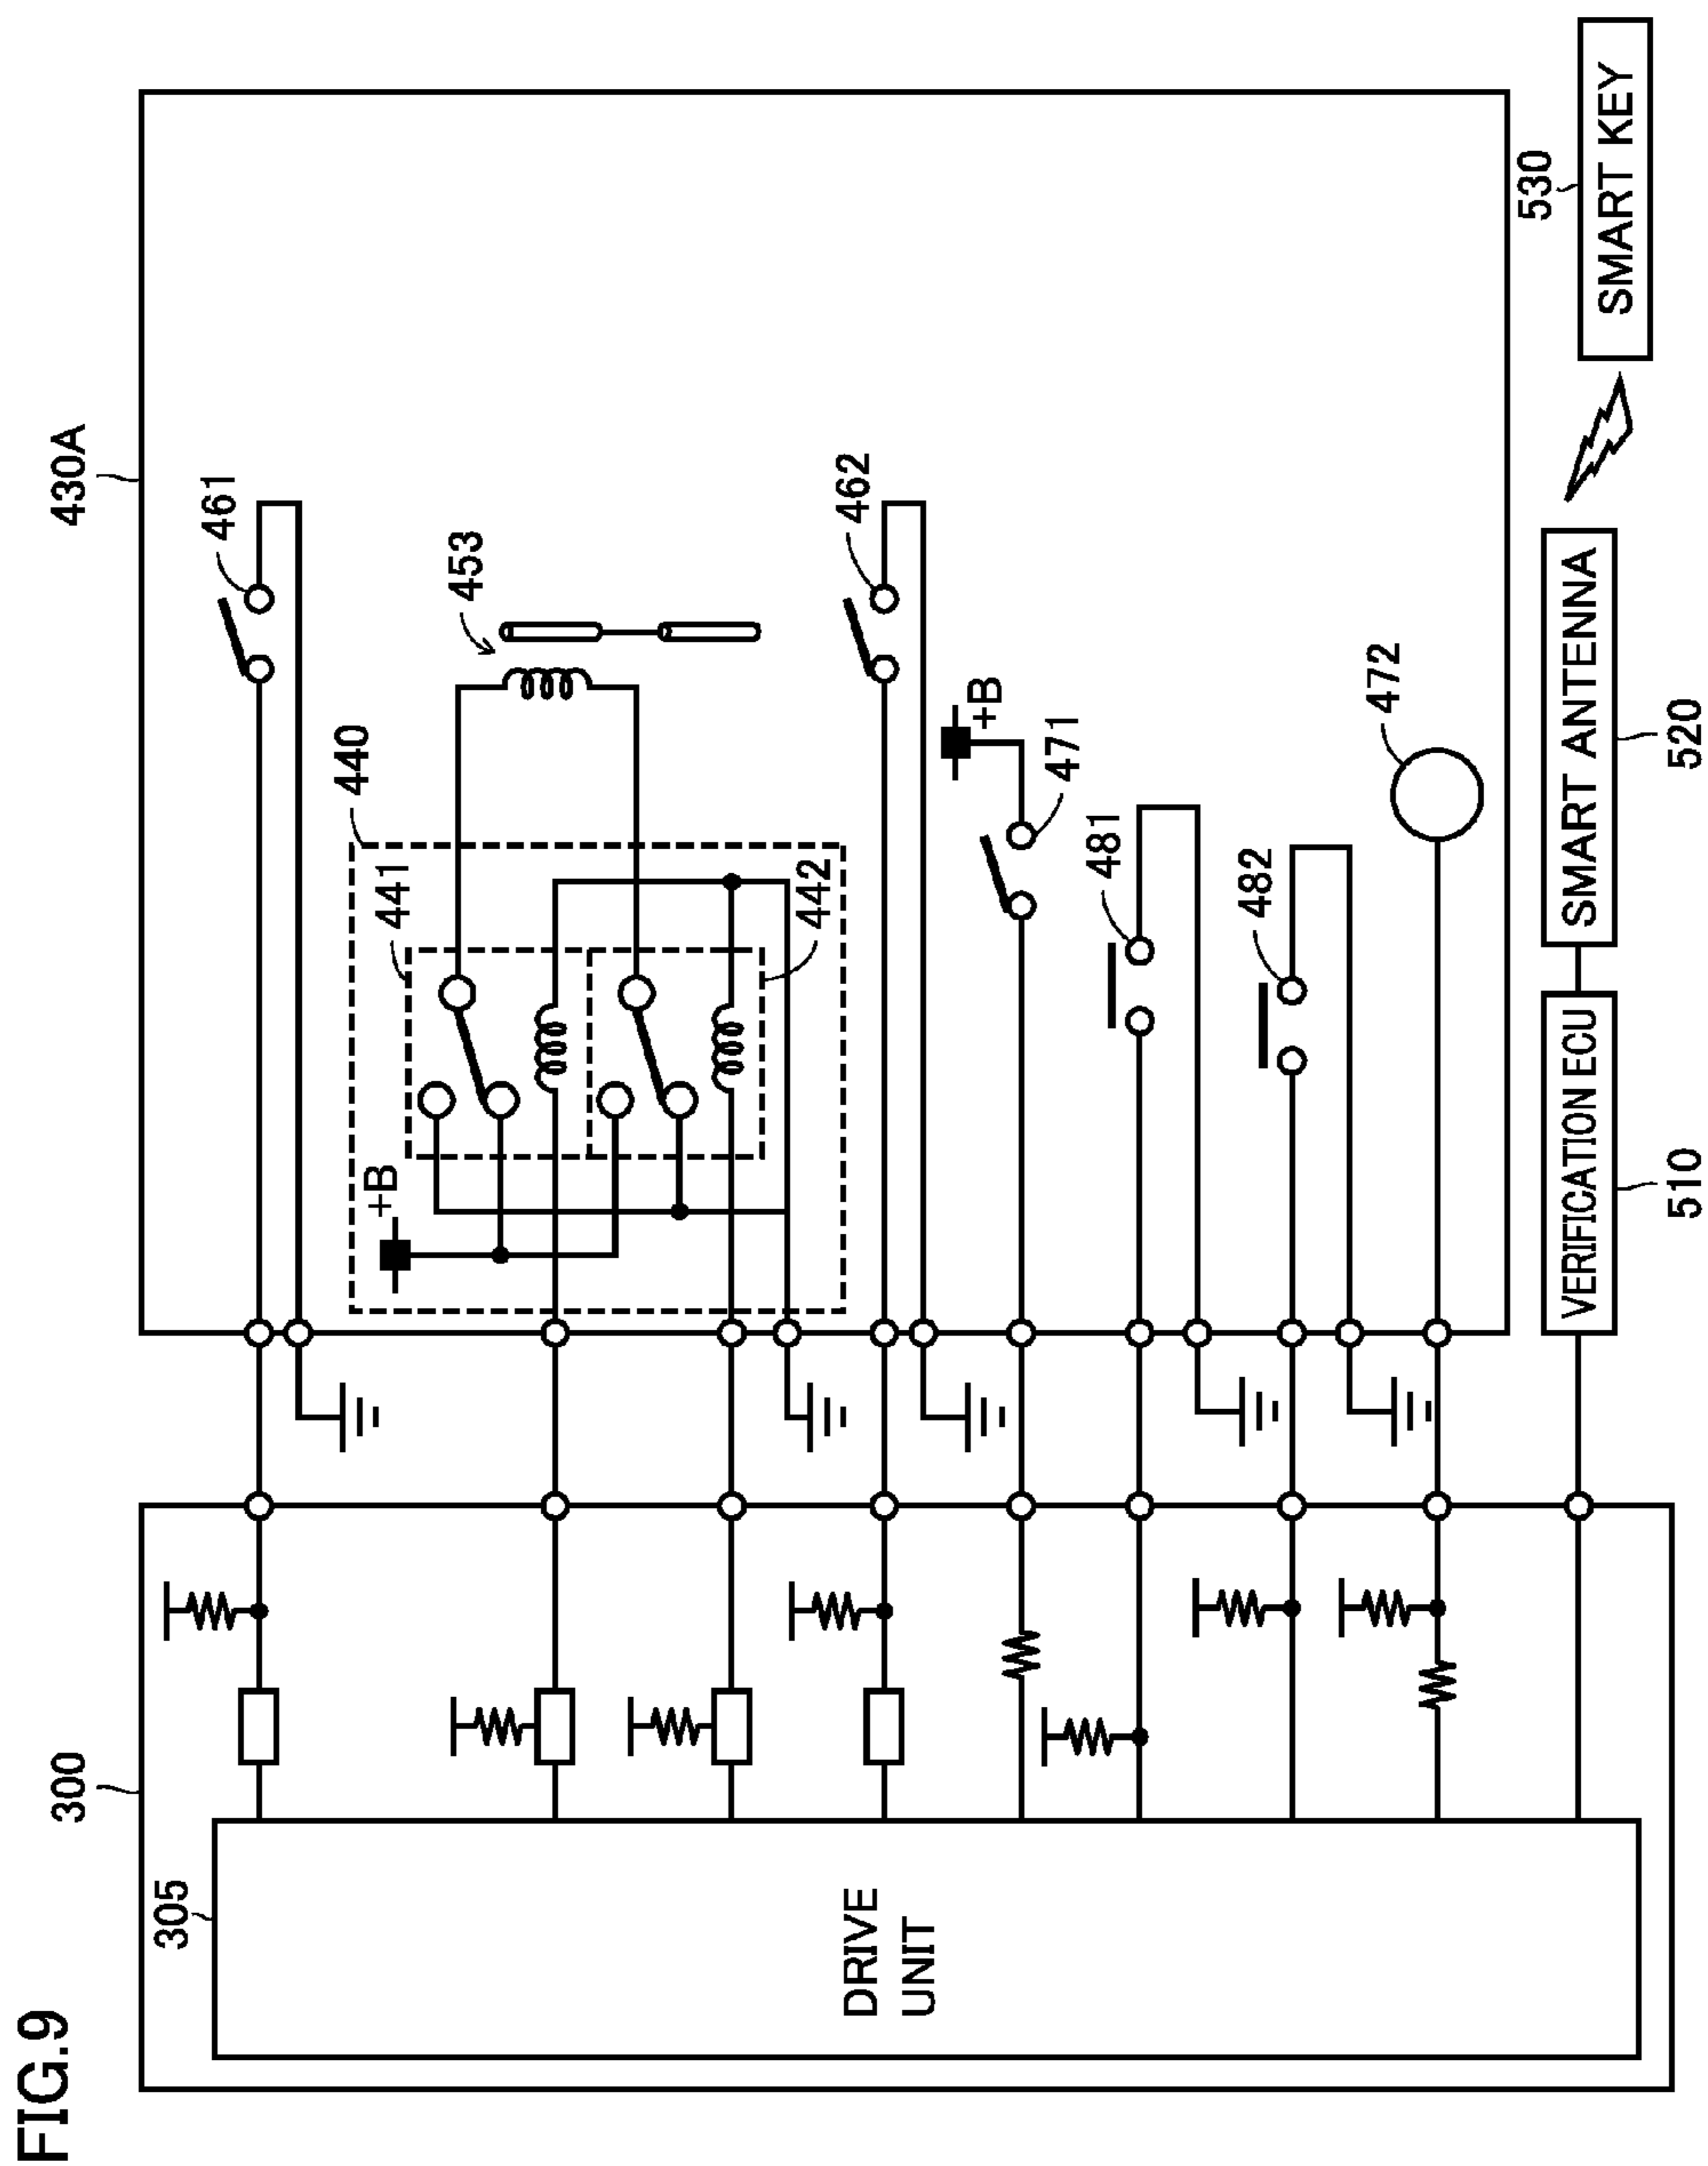 FIG.9
300
305
DRIVE
UNIT
430A
461
453
440
441
442
+B
462
+B
471
481
482
472
VERIFICATION ECU
510
SMART ANTENNA
520
SMART KEY
530